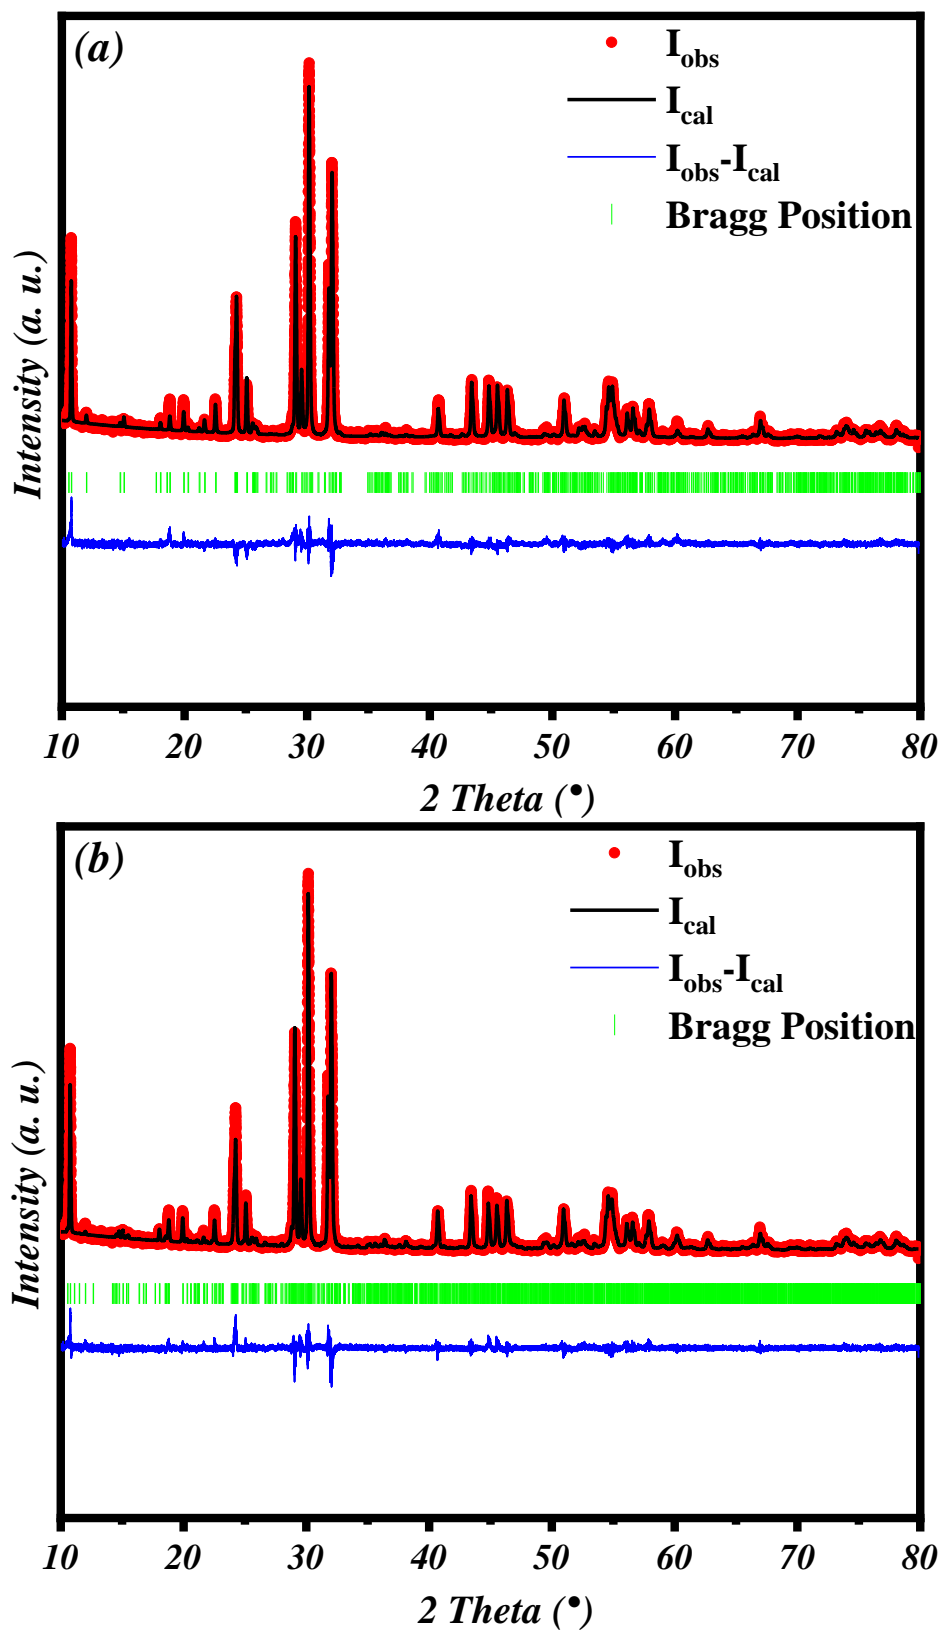 (a)
I_obs
I_cal
I_obs-I_cal
Bragg Position
Intensity (a. u.)
10 20 30 40 50 60 70 80
2 Theta (•)
(b)
I_obs
I_cal
I_obs-I_cal
Bragg Position
Intensity (a. u.)
10 20 30 40 50 60 70 80
2 Theta (•)